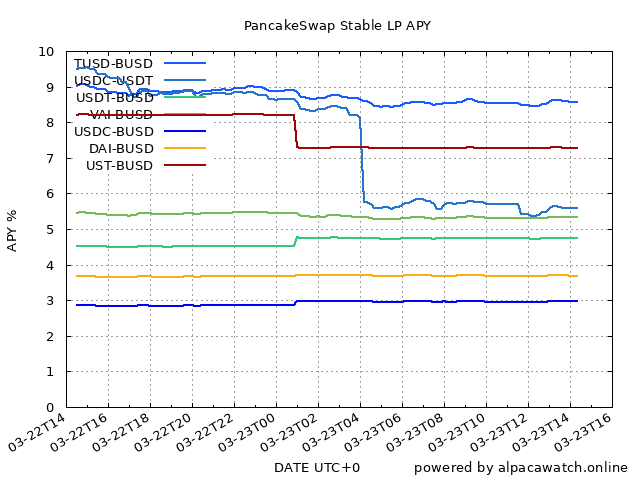 PancakeSwap Stable LP APY
10
9
8
7
6
5
4
3
2
1
0
APY %
TUSD-BUSD
USDC-USDT
USDT-BUSD
VAI-BUSD
USDC-BUSD
DAI-BUSD
UST-BUSD
03-22T14
03-22T16
03-22T18
03-22T20
03-22T22
03-23T00
03-23T02
03-23T04
03-23T06
03-23T08
03-23T10
03-23T12
03-23T14
03-23T16
DATE UTC+0
powered by alpacawatch.online